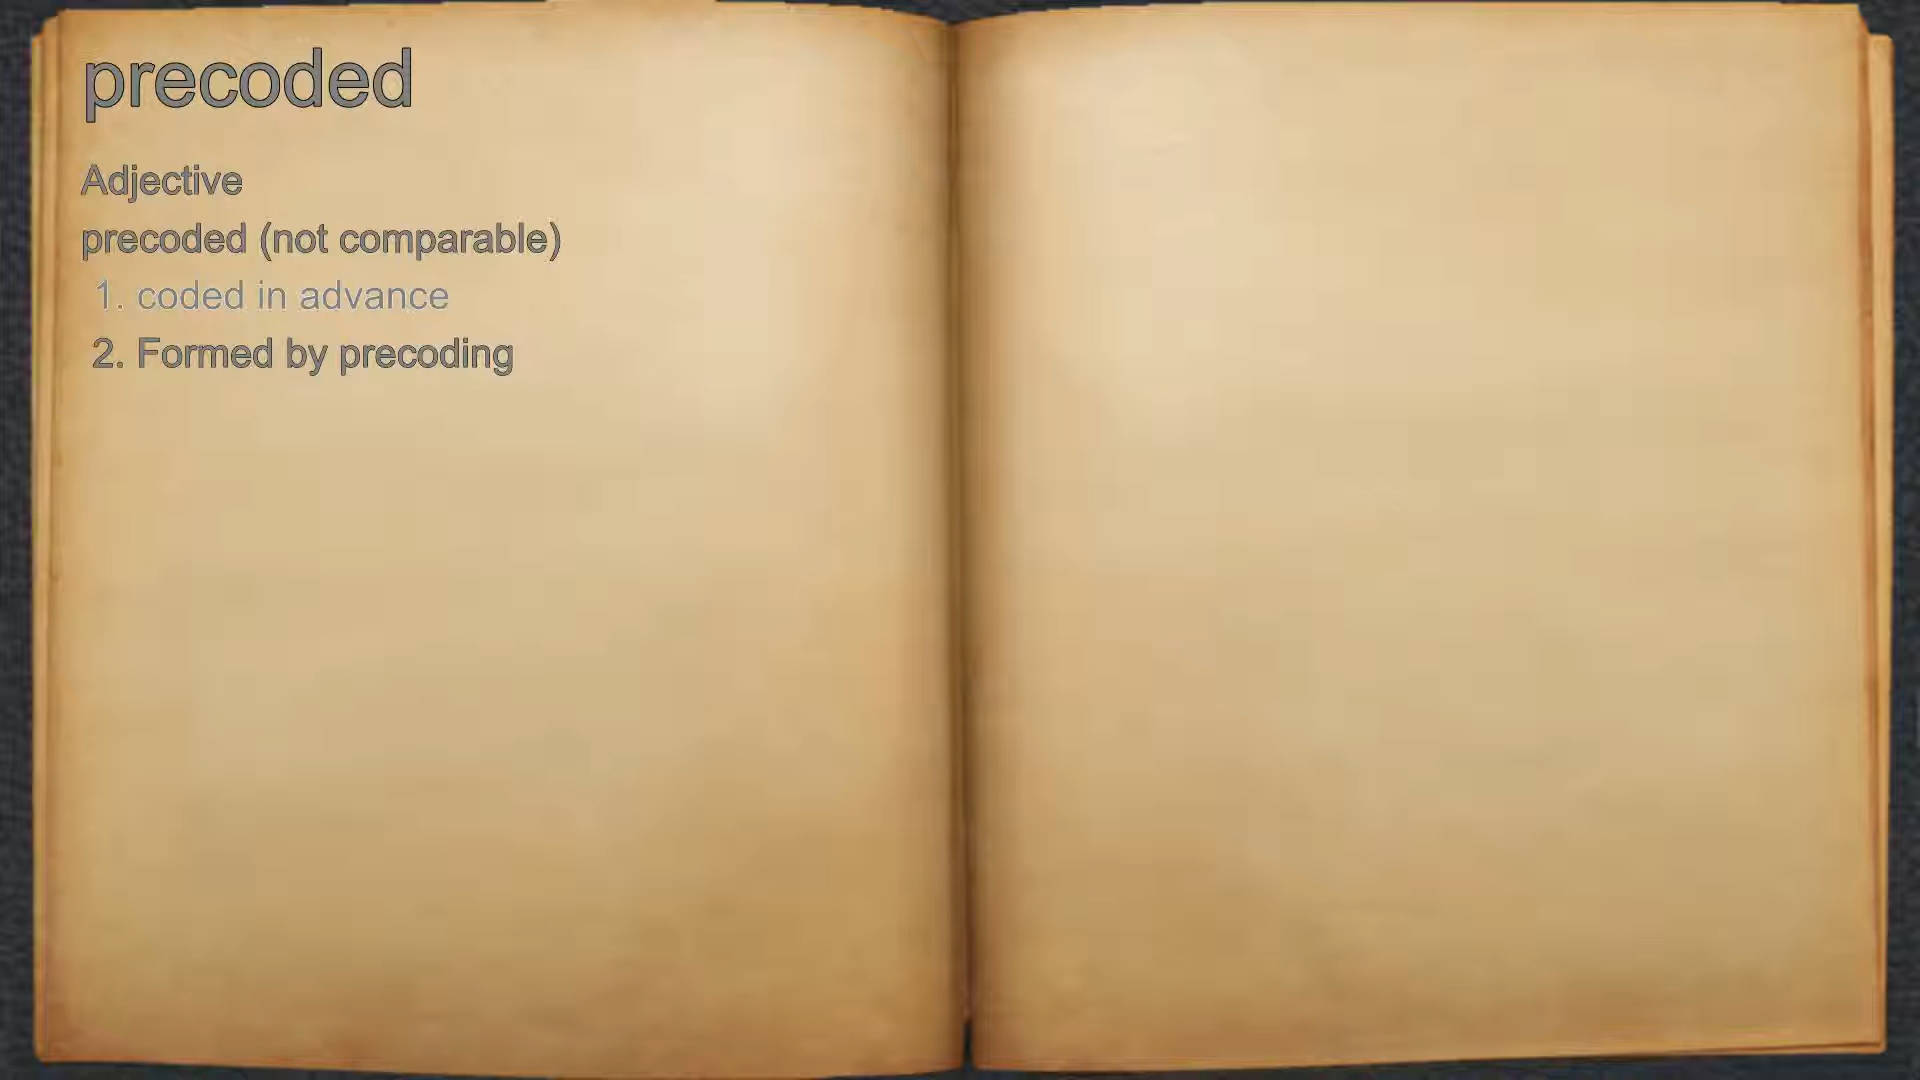 precoded
Adjective
precoded (not comparable)
1. coded in advance
2. Formed by precoding